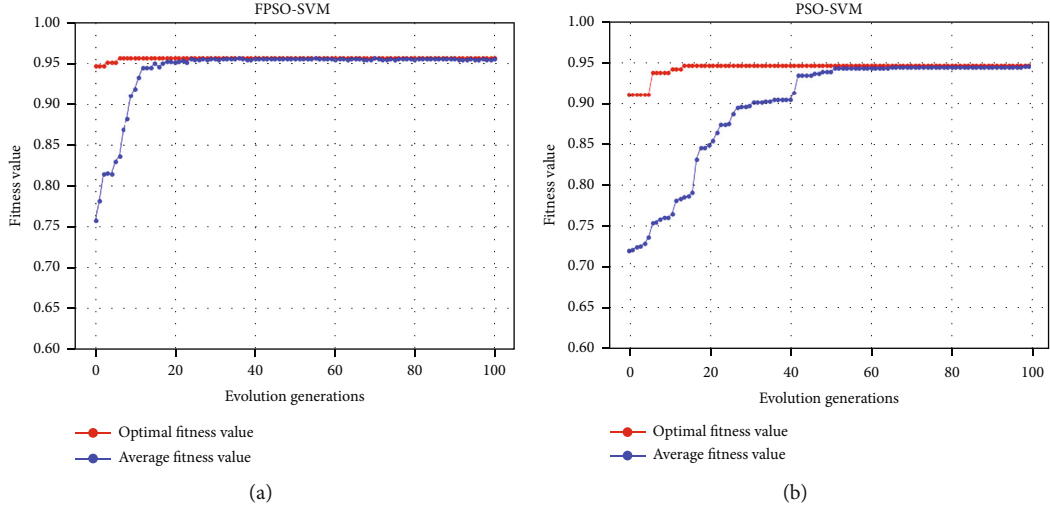 FPSO-SVM
1.00
0.95
0.90
0.85
0.80
0.75
0.70
0.65
0.60
Fitness value
0 20 40 60 80 100
Evolution generations
Optimal fitness value
Average fitness value
(a)
PSO-SVM
1.00
0.95
0.90
0.85
0.80
0.75
0.70
0.65
0.60
Fitness value
0 20 40 60 80 100
Evolution generations
Optimal fitness value
Average fitness value
(b)